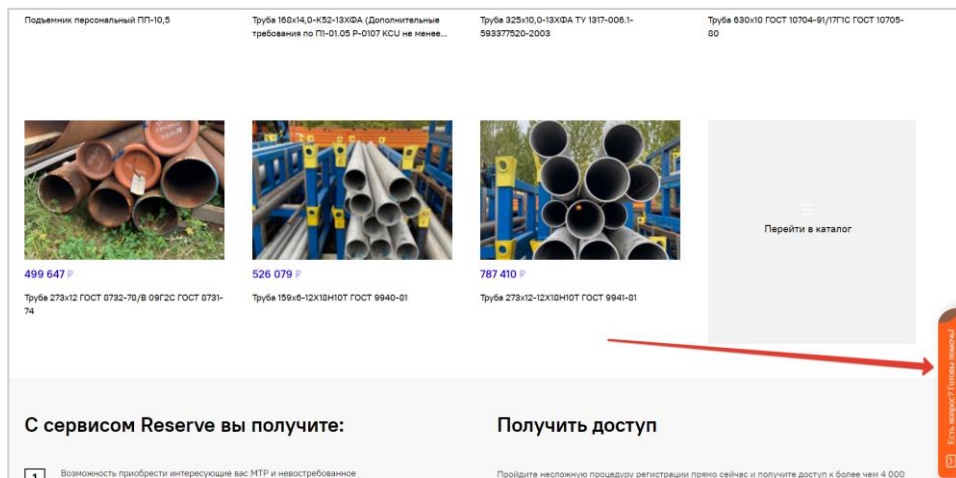 Подъемник персональный ПП-10,5
Труба 168х14,0-К52-13ХФА (Дополнительные
требования по П1-01.05 Р-0107 KCU не менее...
Труба 325х10,0-13ХФА ТУ 1317-006.1-
593377520-2003
Труба 630х10 ГОСТ 10704-91/17Г1С ГОСТ 10705-
80
499 647 ₽
Труба 273х12 ГОСТ 8732-78/В 09Г2С ГОСТ 8731-
74
526 079 ₽
Труба 159х6-12Х18Н10Т ГОСТ 9940-81
787 410 ₽
Труба 273х12-12Х18Н10Т ГОСТ 9941-81
Перейти в каталог
Есть вопрос? Готовы помочь!
С сервисом Reserve вы получите:
1
Возможность приобрести интересующие вас МТР и невостребованное
Получить доступ
Пройдите несложную процедуру регистрации прямо сейчас и получите доступ к более чем 4 000